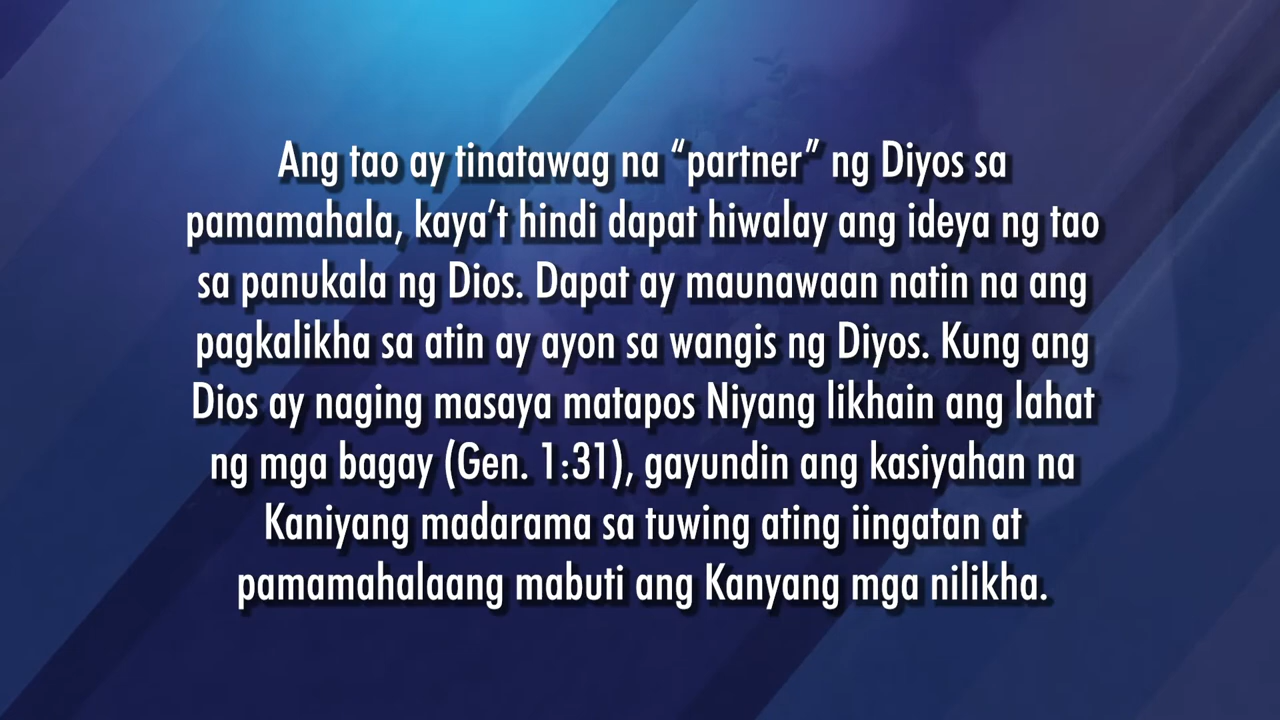 Ang tao ay tinatawag na “partner” ng Diyos sa
pamamahala, kaya’t hindi dapat hiwalay ang ideya ng tao
sa panukala ng Dios. Dapat ay maunawaan natin na ang
pagkalikha sa atin ay ayon sa wangis ng Diyos. Kung ang
Dios ay naging masaya matapos Niyang likhain ang lahat
ng mga bagay (Gen. 1:31), gayundin ang kasiyahan na
Kaniyang madarama sa tuwing ating iingatan at
pamamahalaang mabuti ang Kanyang mga nilikha.